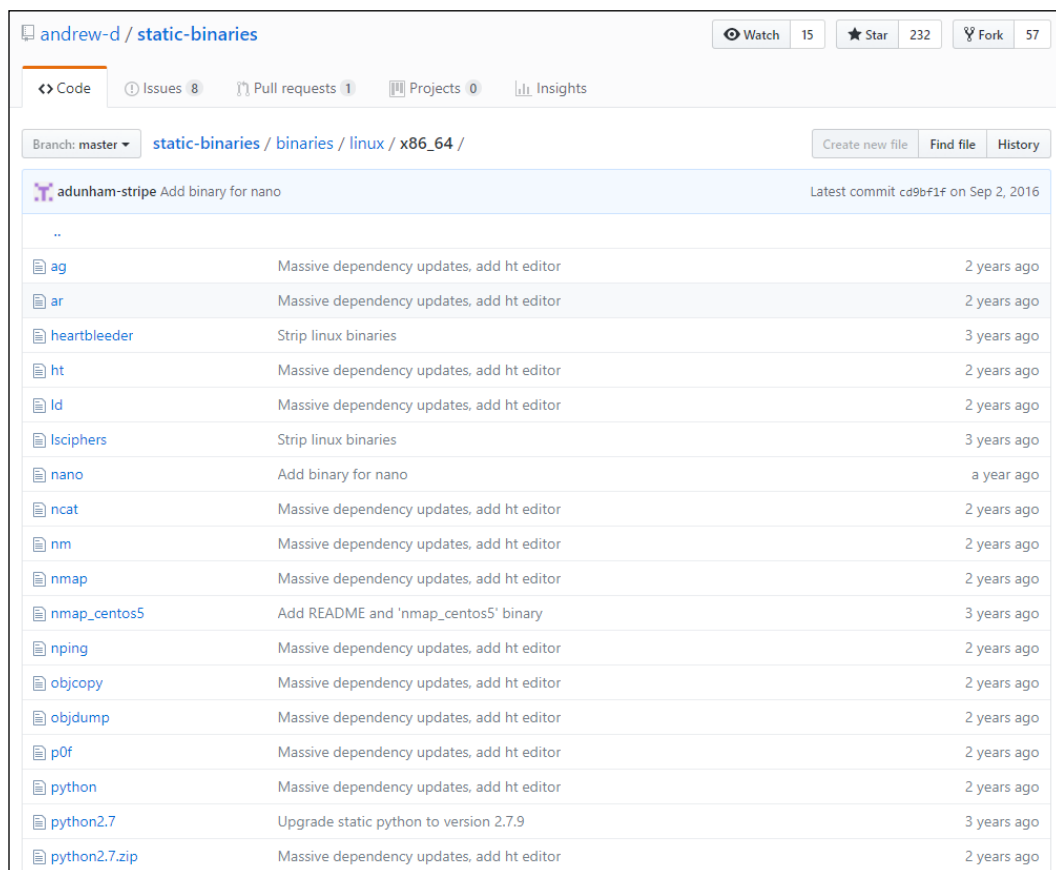 andrew-d / static-binaries Watch 15 Star 232 Fork 57
Code Issues 8 Pull requests 1 Projects 0 Insights
Branch: master static-binaries / binaries / linux / x86_64 / Create new file Find file History
adunham-stripe Add binary for nano Latest commit cd9bf1f on Sep 2, 2016
..
ag Massive dependency updates, add ht editor 2 years ago
ar Massive dependency updates, add ht editor 2 years ago
heartbleeder Strip linux binaries 3 years ago
ht Massive dependency updates, add ht editor 2 years ago
ld Massive dependency updates, add ht editor 2 years ago
lsciphers Strip linux binaries 3 years ago
nano Add binary for nano a year ago
ncat Massive dependency updates, add ht editor 2 years ago
nm Massive dependency updates, add ht editor 2 years ago
nmap Massive dependency updates, add ht editor 2 years ago
nmap_centos5 Add README and 'nmap_centos5' binary 3 years ago
nping Massive dependency updates, add ht editor 2 years ago
objcopy Massive dependency updates, add ht editor 2 years ago
objdump Massive dependency updates, add ht editor 2 years ago
p0f Massive dependency updates, add ht editor 2 years ago
python Massive dependency updates, add ht editor 2 years ago
python2.7 Upgrade static python to version 2.7.9 3 years ago
python2.7.zip Massive dependency updates, add ht editor 2 years ago